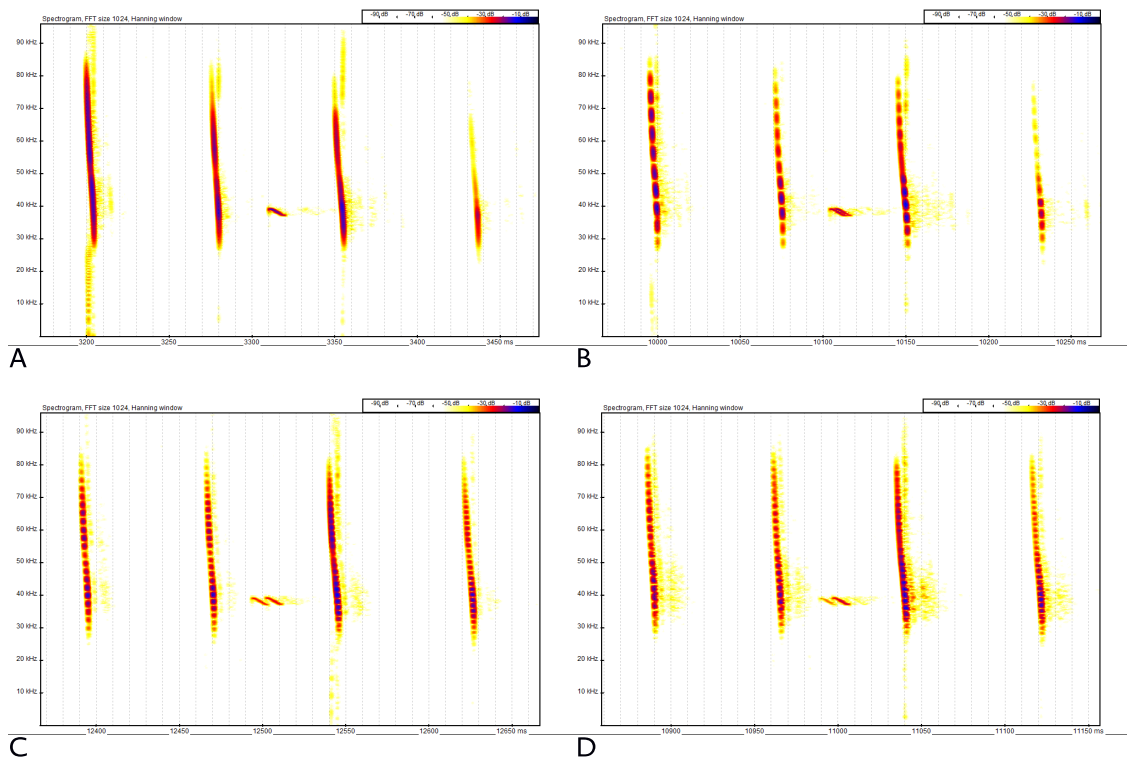 -90 dB -70 dB -50 dB -30 dB -10 dB
Spectrogram, FFT size 1024, Hanning window
90 kHz
80 kHz
70 kHz
60 kHz
50 kHz
40 kHz
30 kHz
20 kHz
10 kHz
3200 3250 3300 3350 3400 3450 ms
A
-90 dB -70 dB -50 dB -30 dB -10 dB
Spectrogram, FFT size 1024, Hanning window
90 kHz
80 kHz
70 kHz
60 kHz
50 kHz
40 kHz
30 kHz
20 kHz
10 kHz
10000 10050 10100 10150 10200 10250 ms
B
-90 dB -70 dB -50 dB -30 dB -10 dB
Spectrogram, FFT size 1024, Hanning window
90 kHz
80 kHz
70 kHz
60 kHz
50 kHz
40 kHz
30 kHz
20 kHz
10 kHz
12400 12450 12500 12550 12600 12650 ms
C
-90 dB -70 dB -50 dB -30 dB -10 dB
Spectrogram, FFT size 1024, Hanning window
90 kHz
80 kHz
70 kHz
60 kHz
50 kHz
40 kHz
30 kHz
20 kHz
10 kHz
10900 10950 11000 11050 11100 11150 ms
D